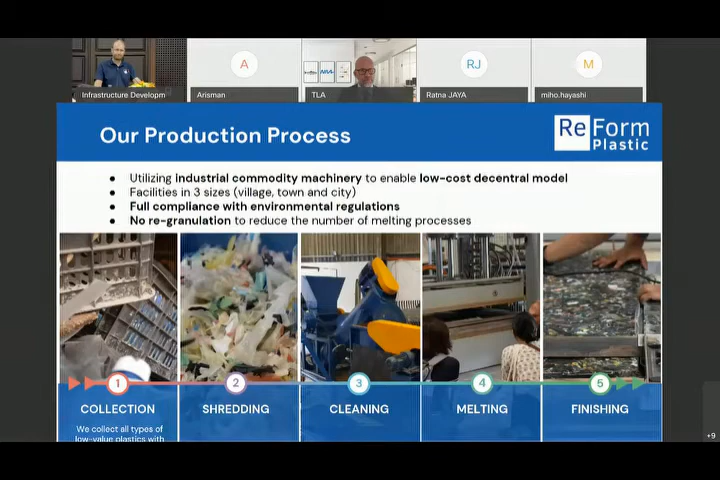 A
RJ
M
Infrastructure Developm
Arisman
TLA
Ratna JAYA
miho.hayashi
Our Production Process
ReForm
Plastic
● Utilizing industrial commodity machinery to enable low-cost decentral model
● Facilities in 3 sizes (village, town and city)
● Full compliance with environmental regulations
● No re-granulation to reduce the number of melting processes
1
2
3
4
5
COLLECTION
SHREDDING
CLEANING
MELTING
FINISHING
We collect all types of
low-value plastics with
+9